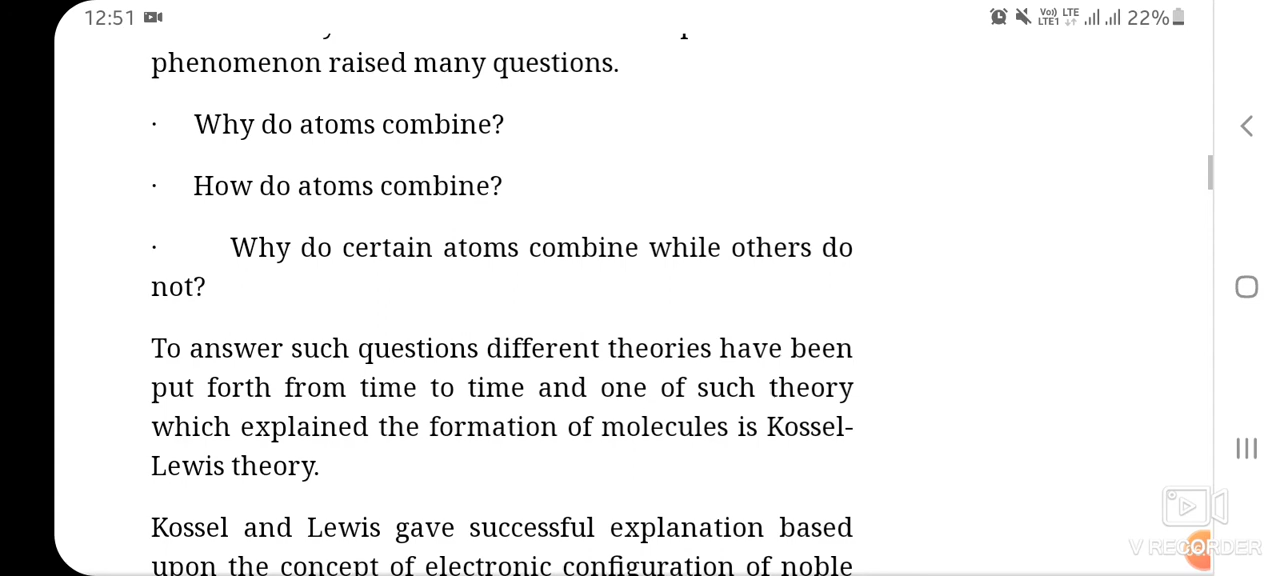 12:51
Vo)) LTE
LTE1
22%
phenomenon raised many questions.
· Why do atoms combine?
· How do atoms combine?
· Why do certain atoms combine while others do
not?
To answer such questions different theories have been
put forth from time to time and one of such theory
which explained the formation of molecules is Kossel-
Lewis theory.
Kossel and Lewis gave successful explanation based
upon the concept of electronic configuration of noble
V RECORDER